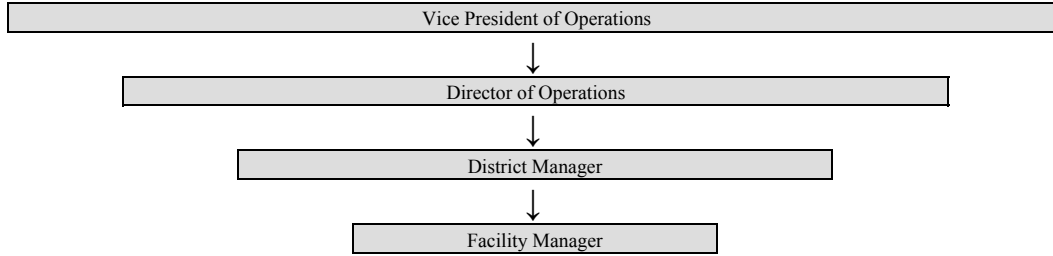 Vice President of Operations
Director of Operations
District Manager
Facility Manager